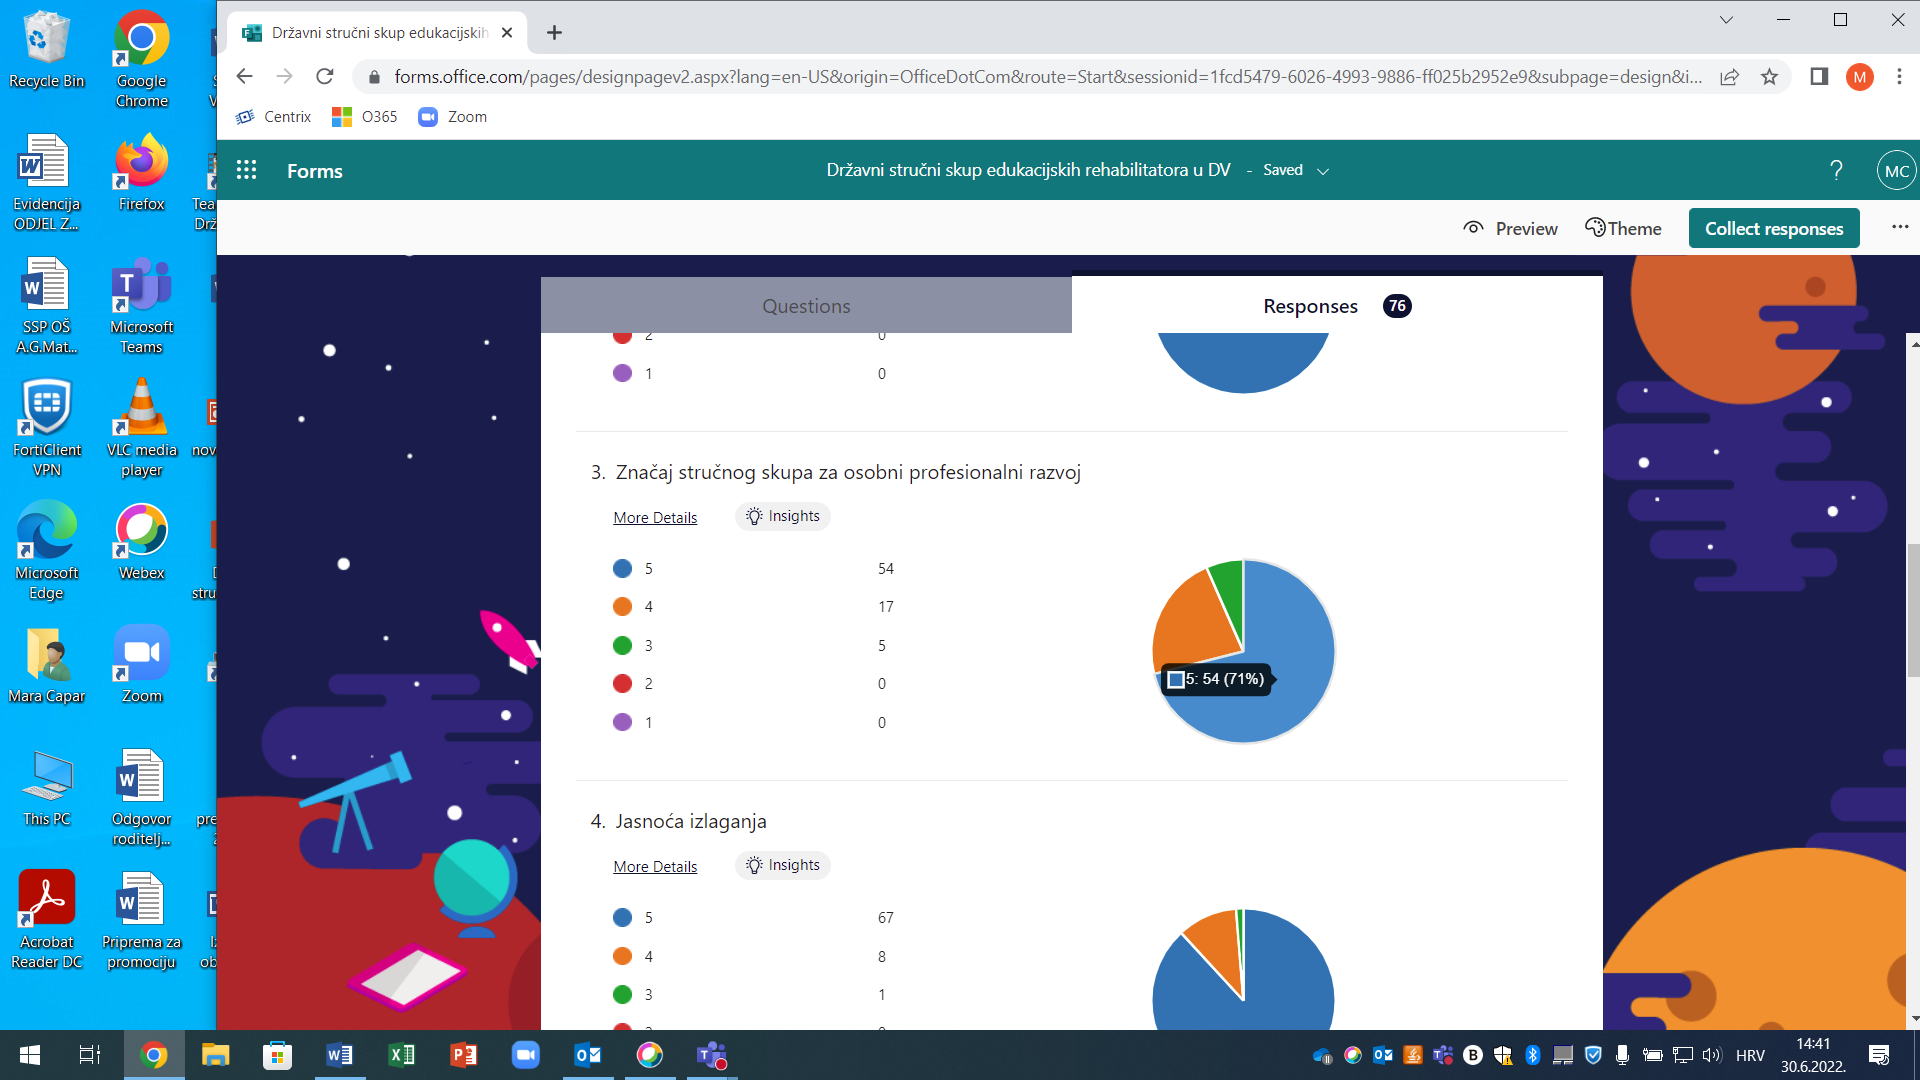 Recycle Bin
Google
Chrome
Evidencija
ODJEL Z...
Firefox
SSP OŠ
A.G.Mat...
Microsoft
Teams
FortiClient
VPN
VLC media
player
Microsoft
Edge
Webex
Mara Capar
Zoom
This PC
Odgovor
roditelj...
Acrobat
Reader DC
Priprema za
promociju
Državni stručni skup edukacijskih
forms.office.com/pages/designpagev2.aspx?lang=en-US&origin=OfficeDotCom&route=Start&sessionid=1fcd5479-6026-4993-9886-ff025b2952e9&subpage=design&i...
M
Centrix
O365
Zoom
Forms
Državni stručni skup edukacijskih rehabilitatora u DV - Saved
? MC
Preview
Theme
Collect responses
...
Questions
Responses 76
2 0
1 0
3. Značaj stručnog skupa za osobni profesionalni razvoj
More Details
Insights
5 54
4 17
3 5
2 0
1 0
5: 54 (71%)
4. Jasnoća izlaganja
More Details
Insights
5 67
4 8
3 1
HRV
14:41
30.6.2022.